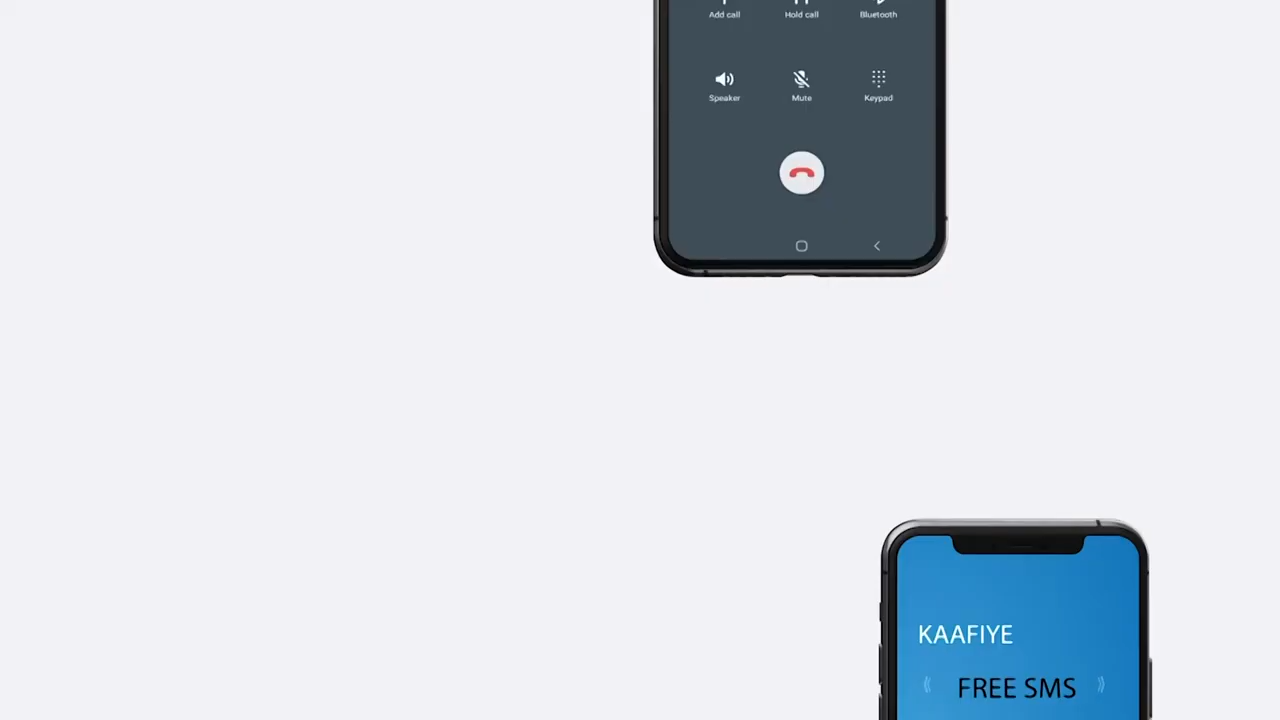 Add call Hold call Bluetooth
Speaker Mute Keypad
KAAFIYE
FREE SMS